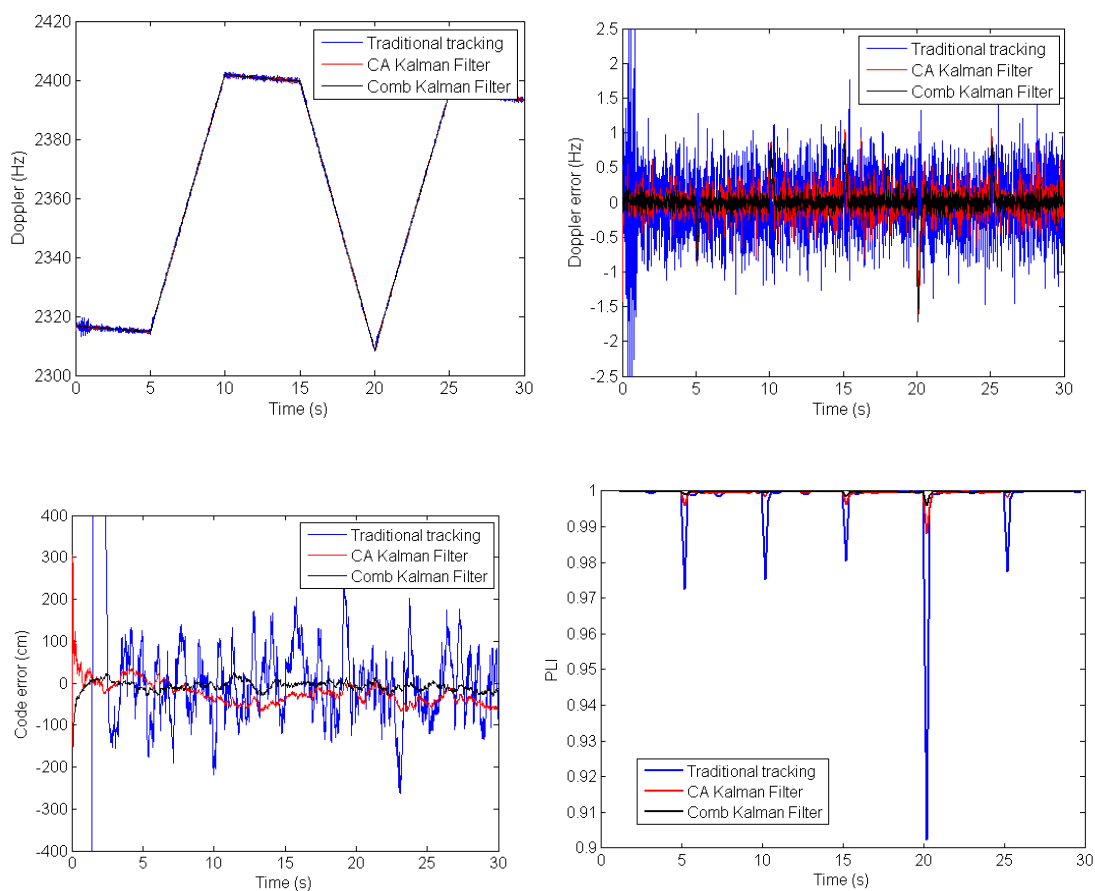 2420
2400
2380
2360
2340
2320
2300
Doppler (Hz)
0 5 10 15 20 25 30
Time (s)
Traditional tracking
CA Kalman Filter
Comb Kalman Filter
2.5
2
1.5
1
0.5
0
-0.5
-1
-1.5
-2
-2.5
Doppler error (Hz)
0 5 10 15 20 25 30
Time (s)
Traditional tracking
CA Kalman Filter
Comb Kalman Filter
400
300
200
100
0
-100
-200
-300
-400
Code error (cm)
0 5 10 15 20 25 30
Time (s)
Traditional tracking
CA Kalman Filter
Comb Kalman Filter
1
0.99
0.98
0.97
0.96
0.95
0.94
0.93
0.92
0.91
0.9
PLI
0 5 10 15 20 25 30
Time (s)
Traditional tracking
CA Kalman Filter
Comb Kalman Filter